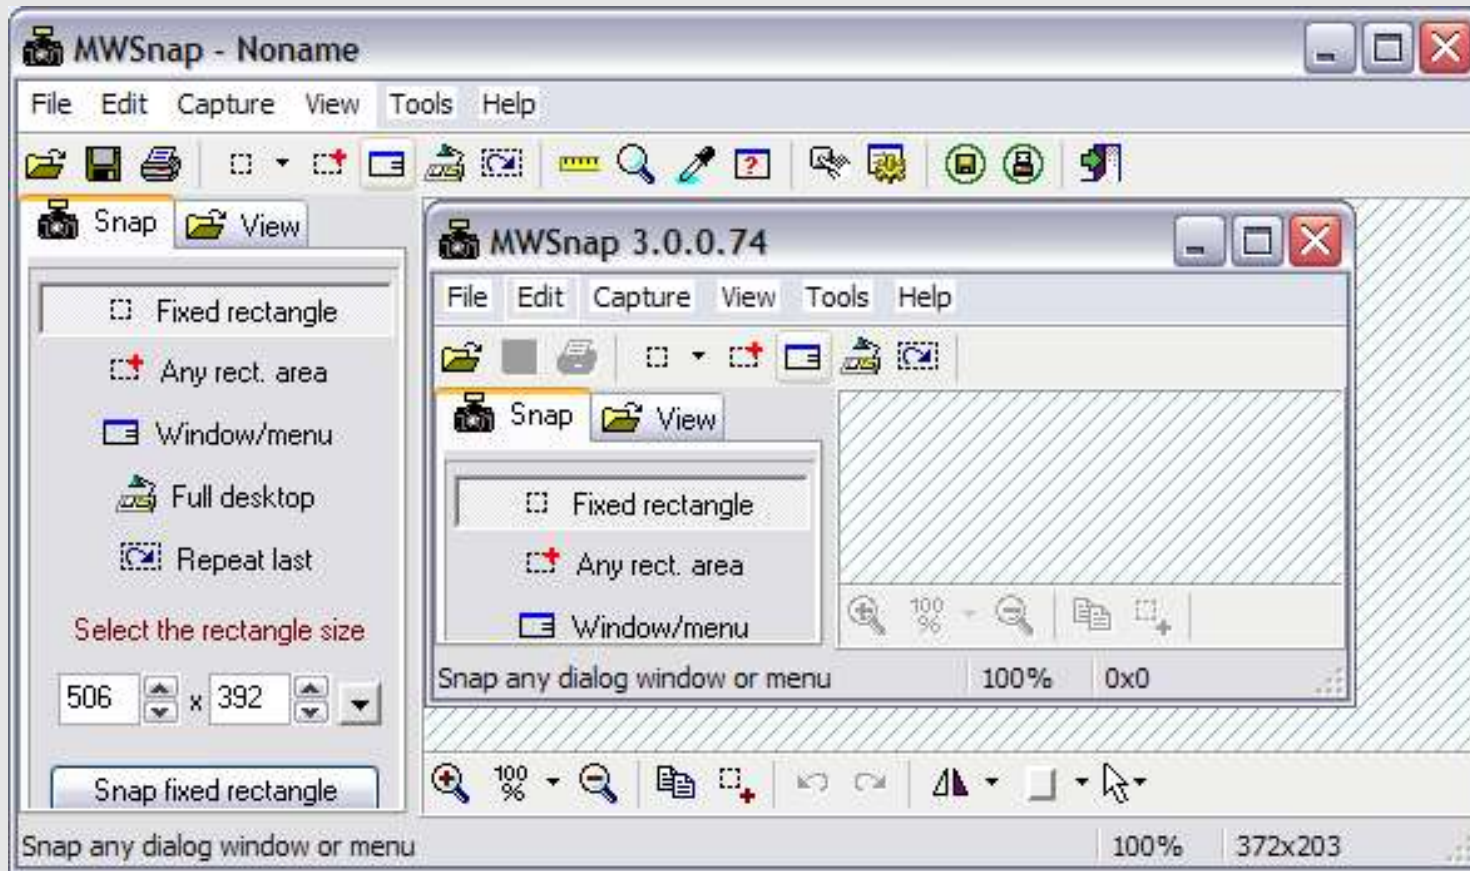 MWSnap - Noname
File Edit Capture View Tools Help
Snap View
Fixed rectangle
Any rect. area
Window/menu
Full desktop
Repeat last
Select the rectangle size
506 x 392
Snap fixed rectangle
MWSnap 3.0.0.74
File Edit Capture View Tools Help
Snap View
Fixed rectangle
Any rect. area
Window/menu
100 %
Snap any dialog window or menu 100% 0x0
100 %
Snap any dialog window or menu 100% 372x203